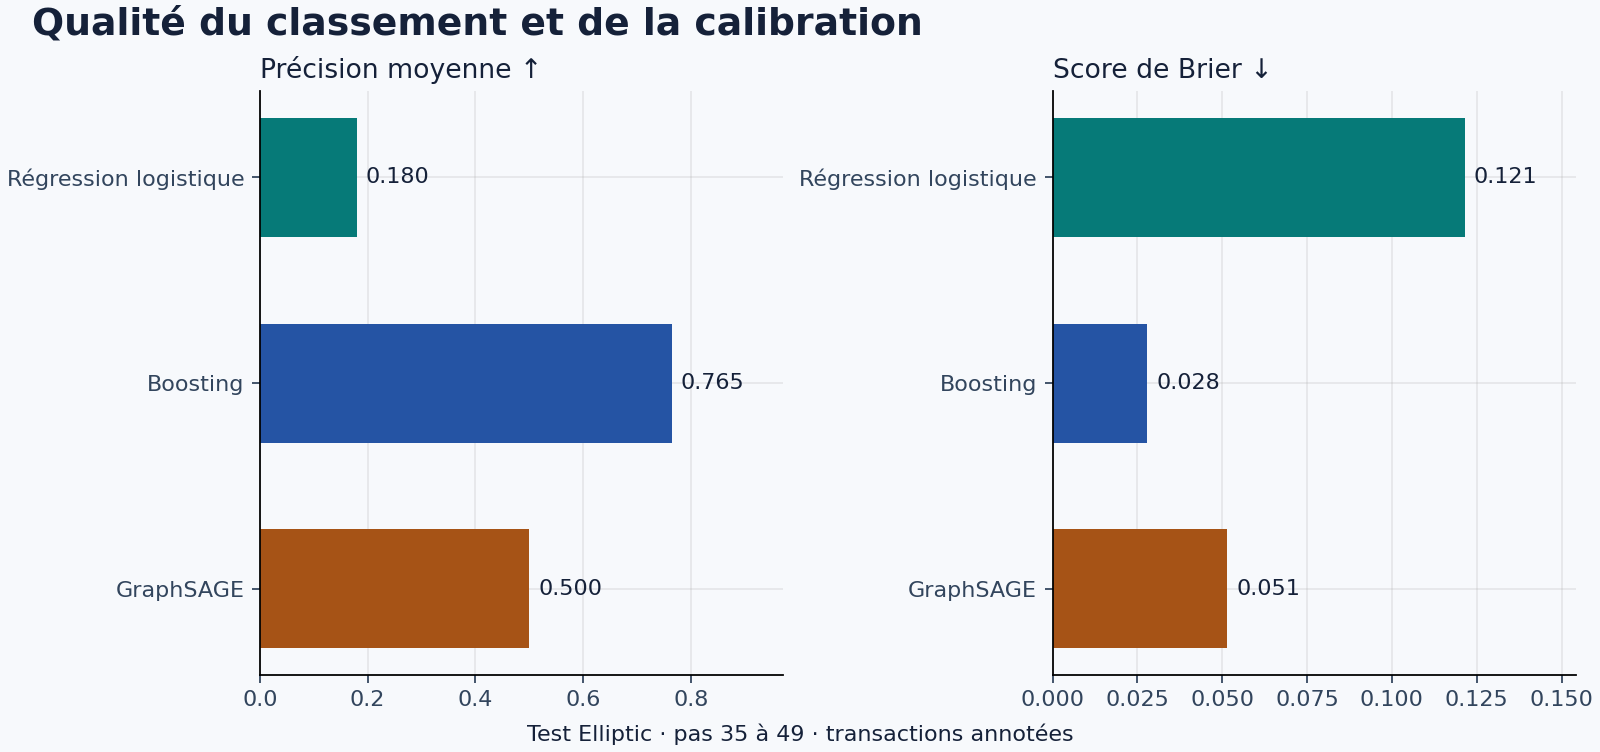 Qualité du classement et de la calibration
Précision moyenne ↑
Régression logistique
0.180
Boosting
0.765
GraphSAGE
0.500
0.0 0.2 0.4 0.6 0.8
Score de Brier ↓
Régression logistique
0.121
Boosting
0.028
GraphSAGE
0.051
0.000 0.025 0.050 0.075 0.100 0.125 0.150
Test Elliptic · pas 35 à 49 · transactions annotées